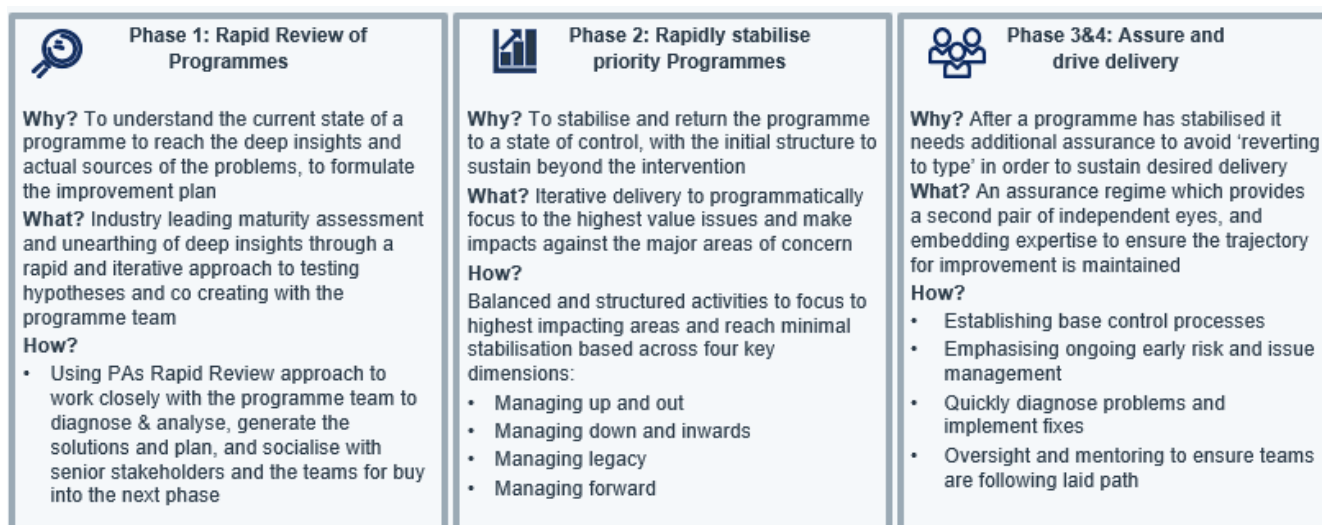 Phase 1: Rapid Review of
Programmes
Why? To understand the current state of a
programme to reach the deep insights and
actual sources of the problems, to formulate
the improvement plan
What? Industry leading maturity assessment
and unearthing of deep insights through a
rapid and iterative approach to testing
hypotheses and co creating with the
programme team
How?
• Using PAs Rapid Review approach to
work closely with the programme team to
diagnose & analyse, generate the
solutions and plan, and socialise with
senior stakeholders and the teams for buy
into the next phase
Phase 2: Rapidly stabilise
priority Programmes
Why? To stabilise and return the programme
to a state of control, with the initial structure to
sustain beyond the intervention
What? Iterative delivery to programmatically
focus to the highest value issues and make
impacts against the major areas of concern
How?
Balanced and structured activities to focus to
highest impacting areas and reach minimal
stabilisation based across four key
dimensions:
• Managing up and out
• Managing down and inwards
• Managing legacy
• Managing forward
Phase 3&4: Assure and
drive delivery
Why? After a programme has stabilised it
needs additional assurance to avoid ‘reverting
to type’ in order to sustain desired delivery
What? An assurance regime which provides
a second pair of independent eyes, and
embedding expertise to ensure the trajectory
for improvement is maintained
How?
• Establishing base control processes
• Emphasising ongoing early risk and issue
management
• Quickly diagnose problems and
implement fixes
• Oversight and mentoring to ensure teams
are following laid path